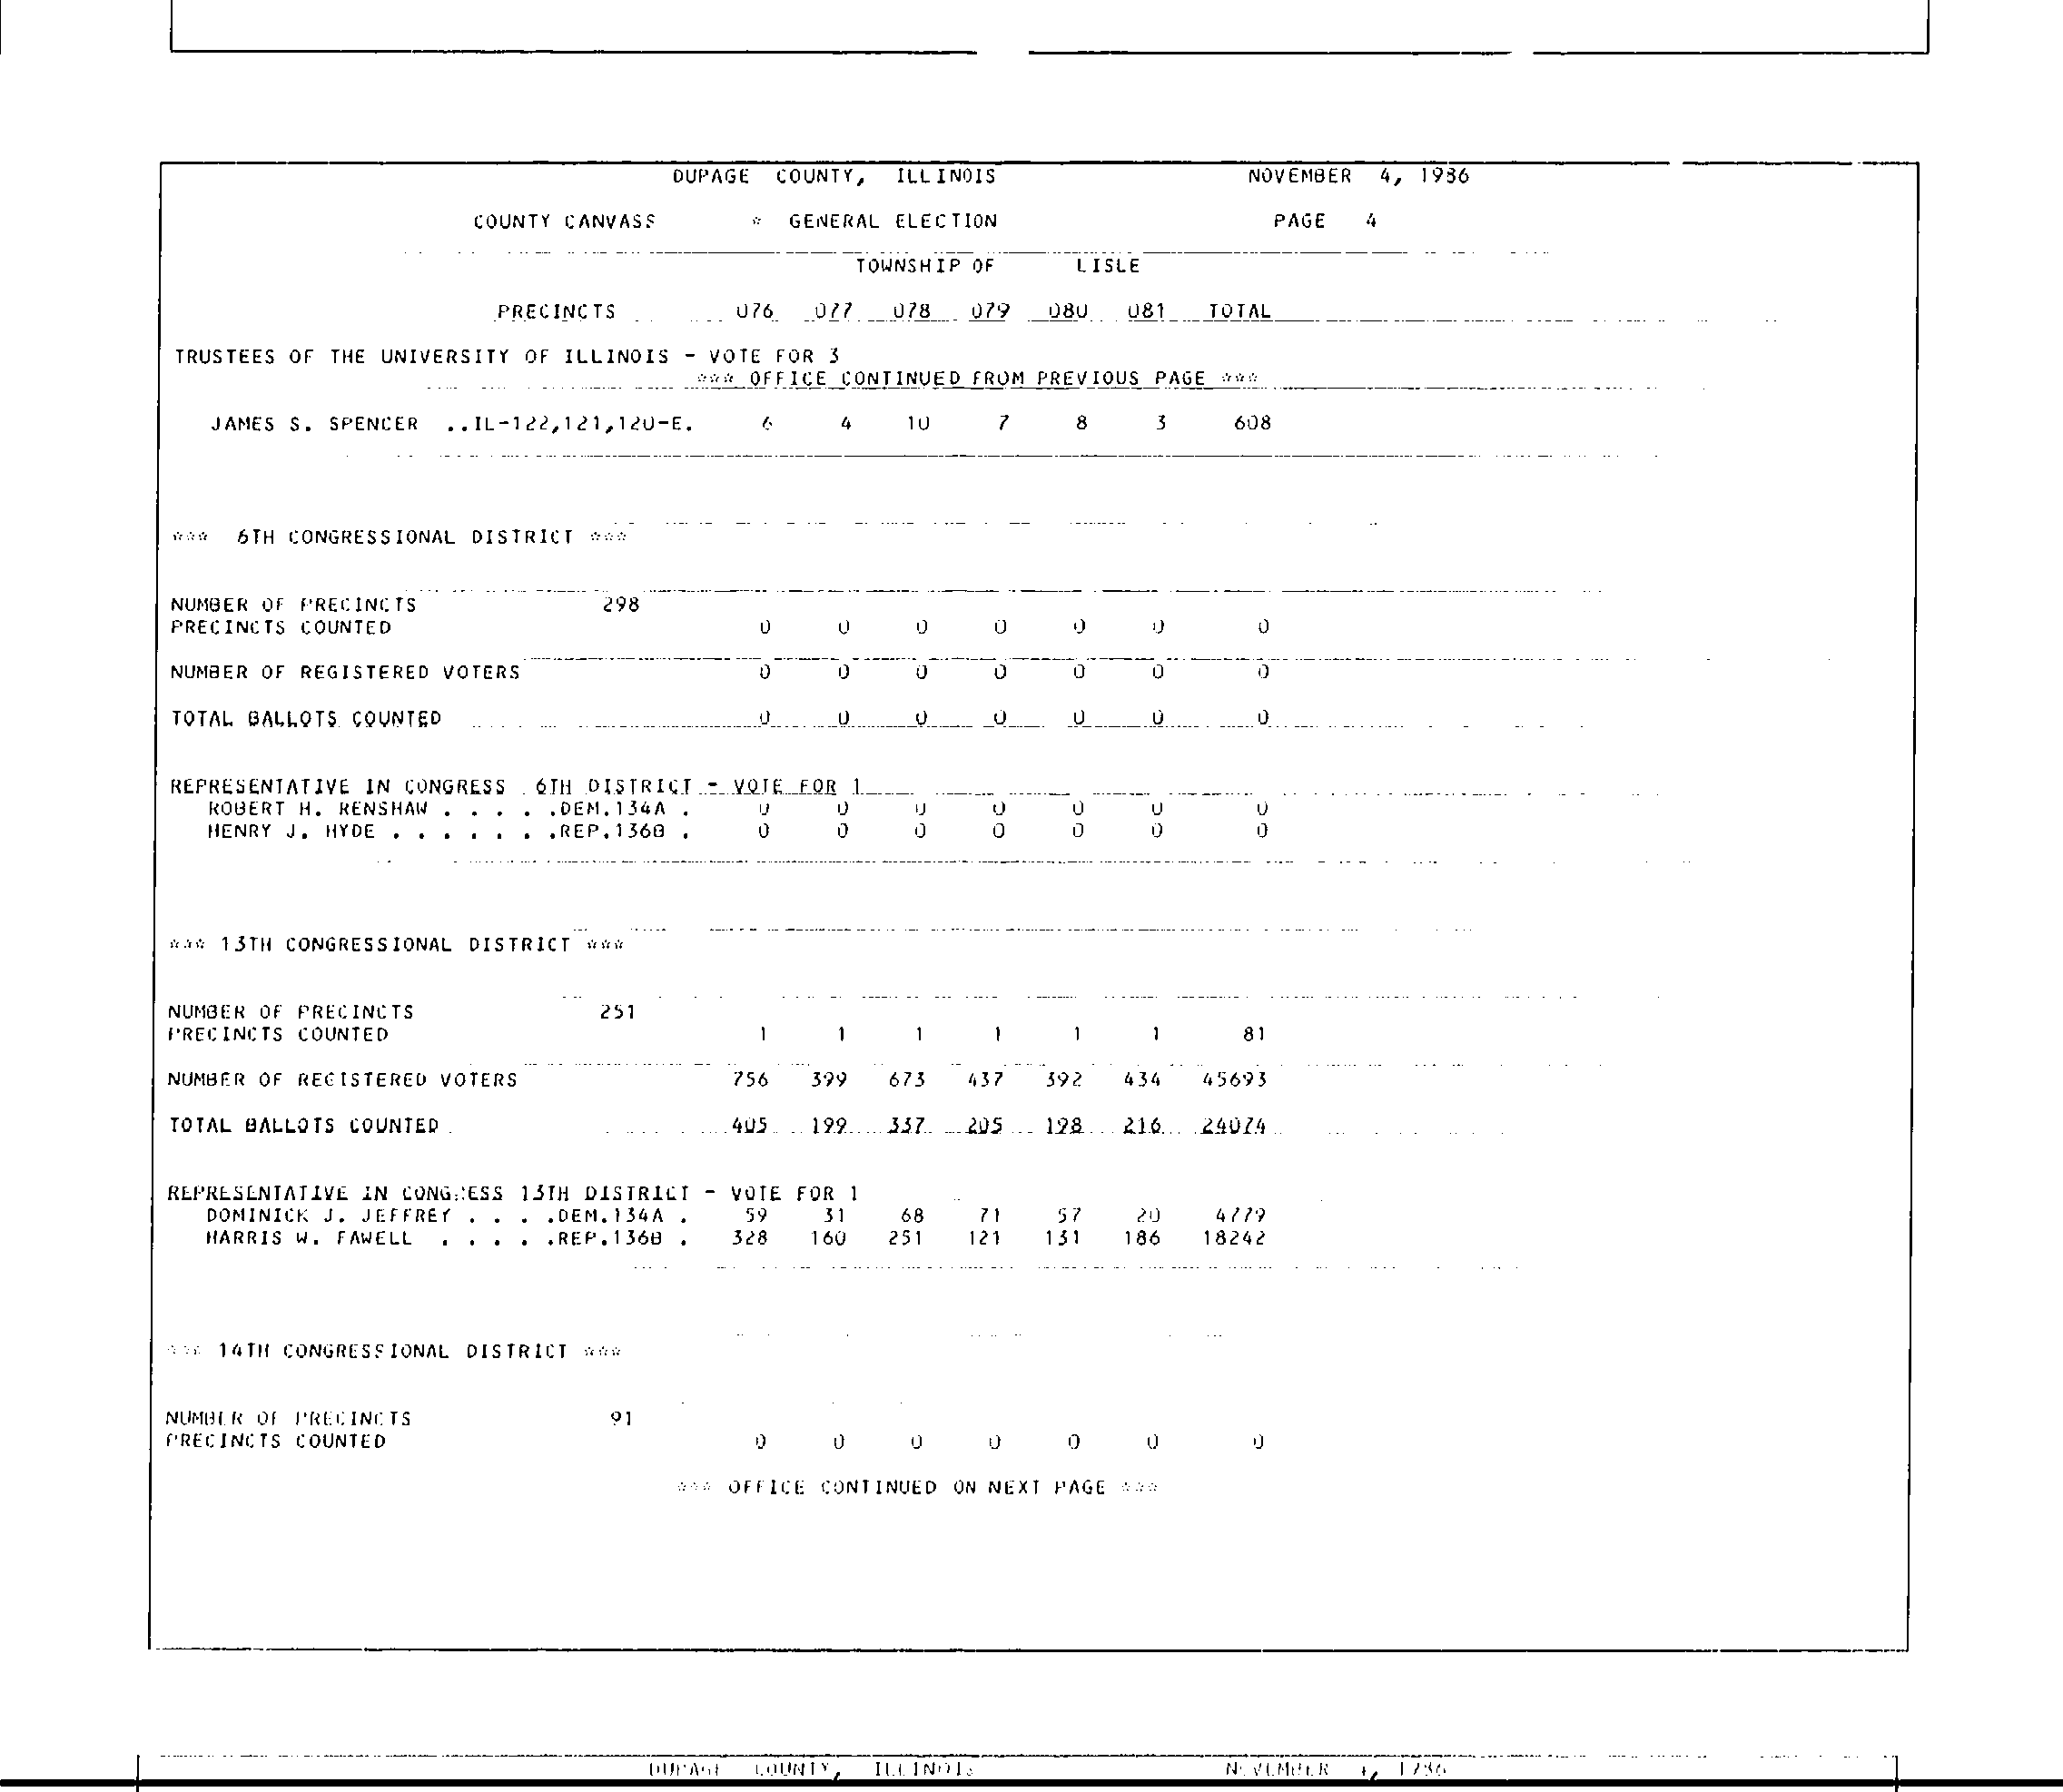 DUPAGE COUNTY, ILLINOIS NOVEMBER 4, 1986
COUNTY CANVASS * GENERAL ELECTION PAGE 4
TOWNSHIP OF LISLE
PRECINCTS 076 077 078 079 080 081 TOTAL
TRUSTEES OF THE UNIVERSITY OF ILLINOIS - VOTE FOR 3
*** OFFICE CONTINUED FROM PREVIOUS PAGE ***
JAMES S. SPENCER ..IL-122,121,120-E. 6 4 10 7 8 3 608
*** 6TH CONGRESSIONAL DISTRICT ***
NUMBER OF PRECINCTS 298
PRECINCTS COUNTED 0 0 0 0 0 0 0
NUMBER OF REGISTERED VOTERS 0 0 0 0 0 0 0
TOTAL BALLOTS COUNTED 0 0 0 0 0 0 0
REPRESENTATIVE IN CONGRESS 6TH DISTRICT - VOTE FOR 1
ROBERT H. RENSHAW . . . . .DEM.134A . 0 0 0 0 0 0 0
HENRY J. HYDE . . . . . . .REP.136B . 0 0 0 0 0 0 0
*** 13TH CONGRESSIONAL DISTRICT ***
NUMBER OF PRECINCTS 251
PRECINCTS COUNTED 1 1 1 1 1 1 81
NUMBER OF REGISTERED VOTERS 756 399 673 437 392 434 45693
TOTAL BALLOTS COUNTED 405 199 337 205 198 216 24074
REPRESENTATIVE IN CONGRESS 13TH DISTRICT - VOTE FOR 1
DOMINICK J. JEFFREY . . . .DEM.134A . 59 31 68 71 57 20 4779
HARRIS W. FAWELL . . . . .REP.136B . 328 160 251 121 131 186 18242
*** 14TH CONGRESSIONAL DISTRICT ***
NUMBER OF PRECINCTS 91
PRECINCTS COUNTED 0 0 0 0 0 0 0
*** OFFICE CONTINUED ON NEXT PAGE ***
DUPAGE COUNTY, ILLINOIS NOVEMBER 4, 1986